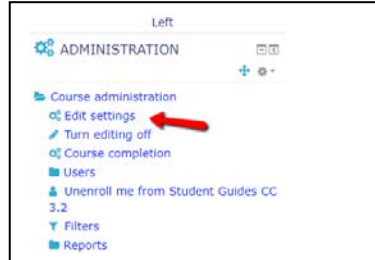 Left
ADMINISTRATION
Course administration
Edit settings
Turn editing off
Course completion
Users
Unenroll me from Student Guides CC
3.2
Filters
Reports